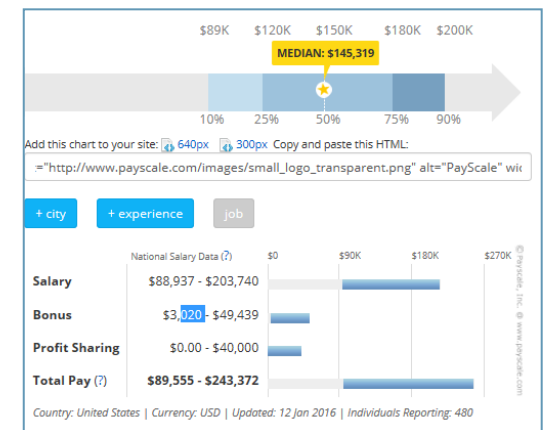 $89K $120K $150K $180K $200K
MEDIAN: $145,319
10% 25% 50% 75% 90%
Add this chart to your site: 640px 300px Copy and paste this HTML:
="http://www.payscale.com/images/small_logo_transparent.png" alt="PayScale" wid
+ city + experience job
National Salary Data (?) $0 $90K $180K $270K
Salary $88,937 - $203,740
Bonus $3,020 - $49,439
Profit Sharing $0.00 - $40,000
Total Pay (?) $89,555 - $243,372
Country: United States | Currency: USD | Updated: 12 Jan 2016 | Individuals Reporting: 480
© Payscale, Inc. @ www.payscale.com